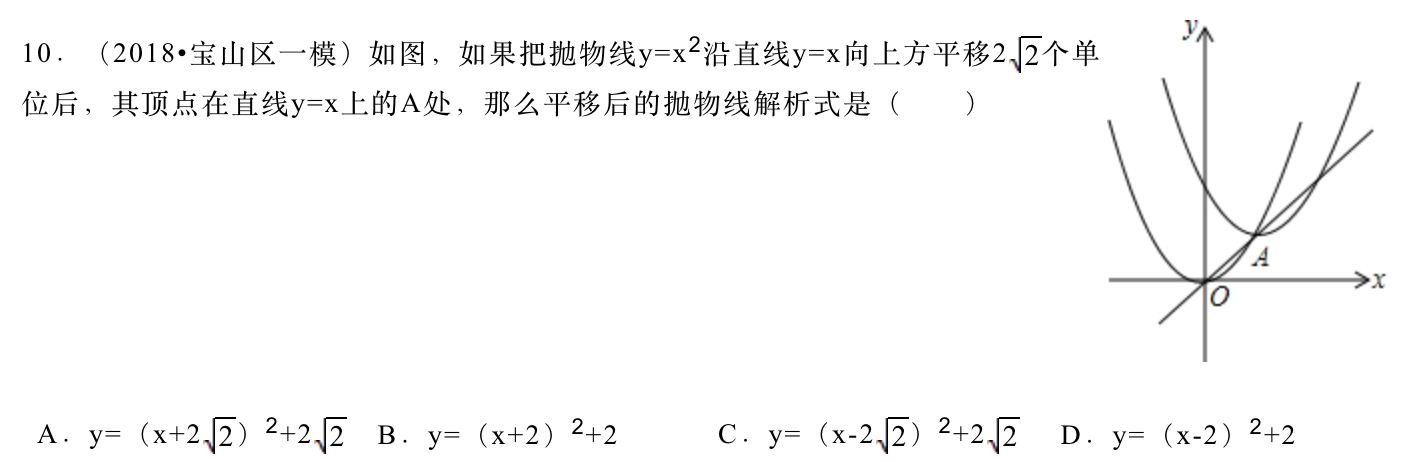 10．（2018•宝山区一模）如图，如果把抛物线y=x²沿直线y=x向上方平移2√2个单
位后，其顶点在直线y=x上的A处，那么平移后的抛物线解析式是（　　）
y
A
x
O
A．y=（x+2√2）²+2√2 B．y=（x+2）²+2 C．y=（x-2√2）²+2√2 D．y=（x-2）²+2